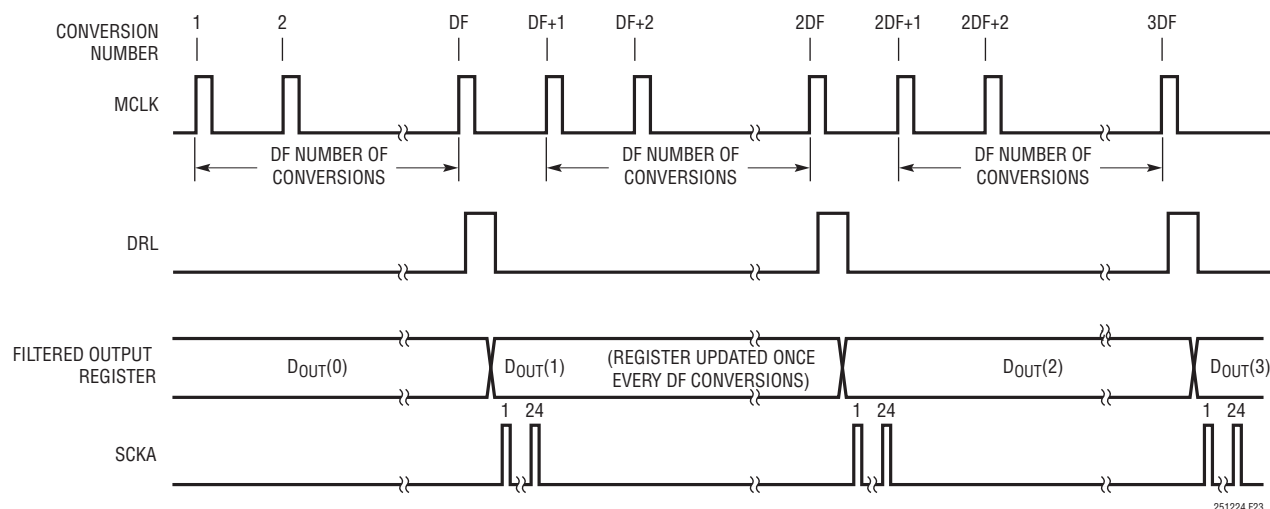 CONVERSION NUMBER
1 2 DF DF+1 DF+2 2DF 2DF+1 2DF+2 3DF
MCLK
DF NUMBER OF CONVERSIONS
DF NUMBER OF CONVERSIONS
DF NUMBER OF CONVERSIONS
DRL
FILTERED OUTPUT REGISTER
DOUT(0)
DOUT(1)
(REGISTER UPDATED ONCE EVERY DF CONVERSIONS)
DOUT(2)
DOUT(3)
1 24 1 24 1 24
SCKA
251224 F23